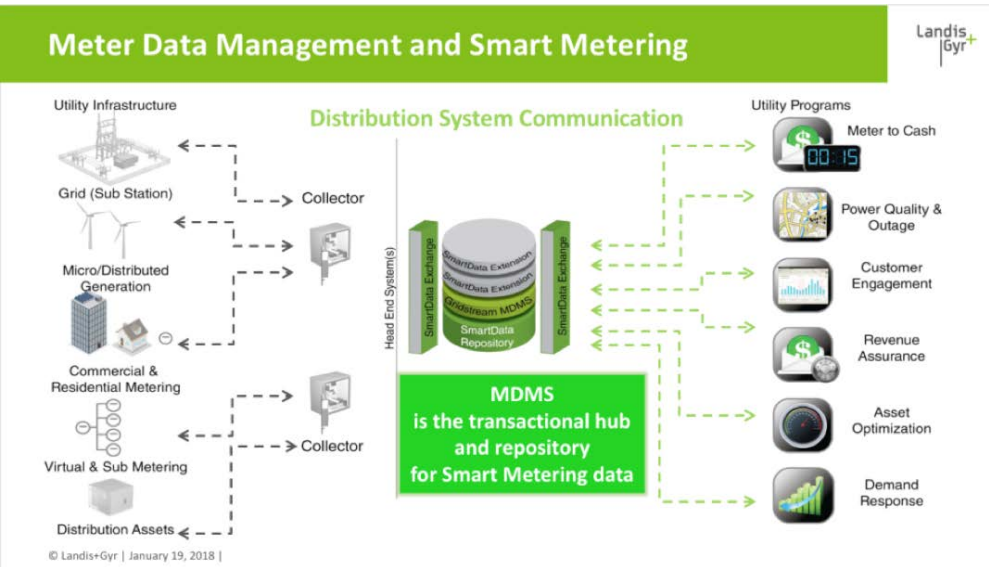 Meter Data Management and Smart Metering
Landis+
Gyr
Utility Infrastructure
Grid (Sub Station)
Micro/Distributed
Generation
Commercial &
Residential Metering
Virtual & Sub Metering
Distribution Assets
Distribution System Communication
Collector
Collector
Head End System(s)
SmartData Exchange
SmartData Extension
SmartData Extension
Gridstream MDMS
SmartData
Repository
SmartData Exchange
MDMS
is the transactional hub
and repository
for Smart Metering data
Utility Programs
00:15
Meter to Cash
Power Quality &
Outage
Customer
Engagement
Revenue
Assurance
Asset
Optimization
Demand
Response
© Landis+Gyr | January 19, 2018 |